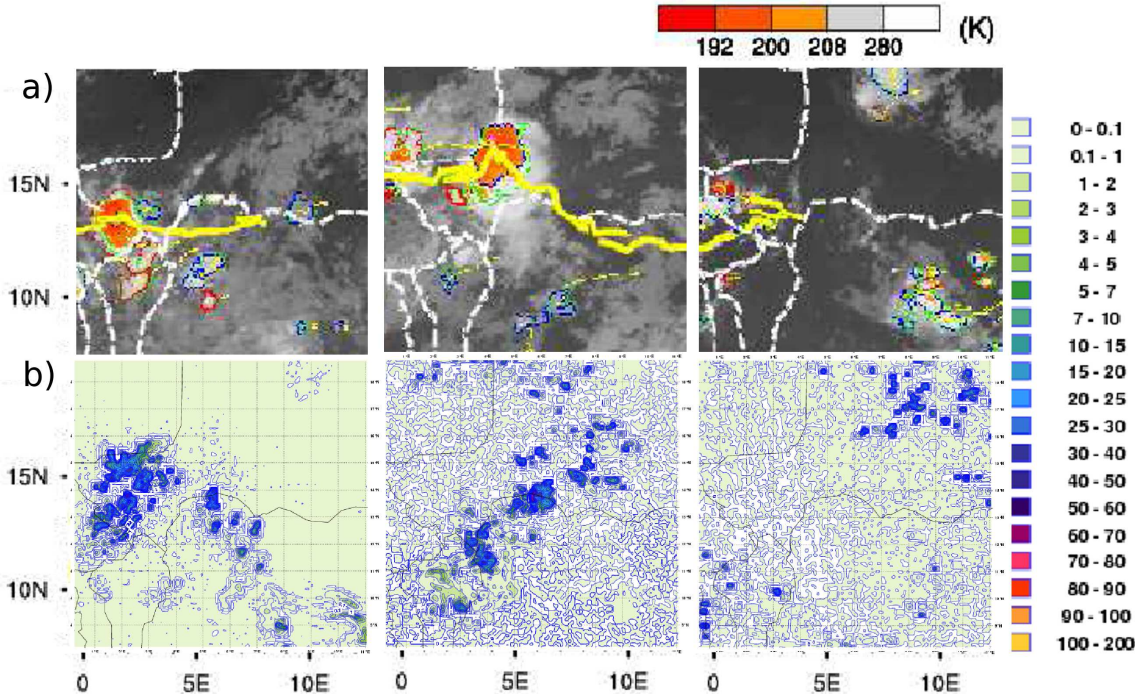 (K)
192 200 208 280
a)
15N
10N
0 - 0.1
0.1 - 1
1 - 2
2 - 3
3 - 4
4 - 5
5 - 7
7 - 10
10 - 15
15 - 20
20 - 25
25 - 30
30 - 40
40 - 50
50 - 60
60 - 70
70 - 80
80 - 90
90 - 100
100 - 200
b)
15N
10N
0 5E 10E 0 5E 10E 0 5E 10E